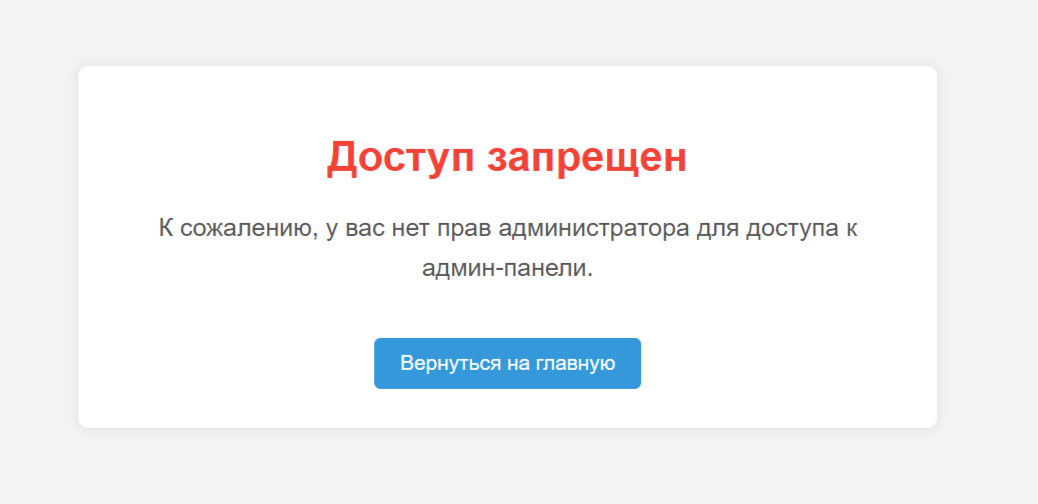 Доступ запрещен
К сожалению, у вас нет прав администратора для доступа к
админ-панели.
Вернуться на главную